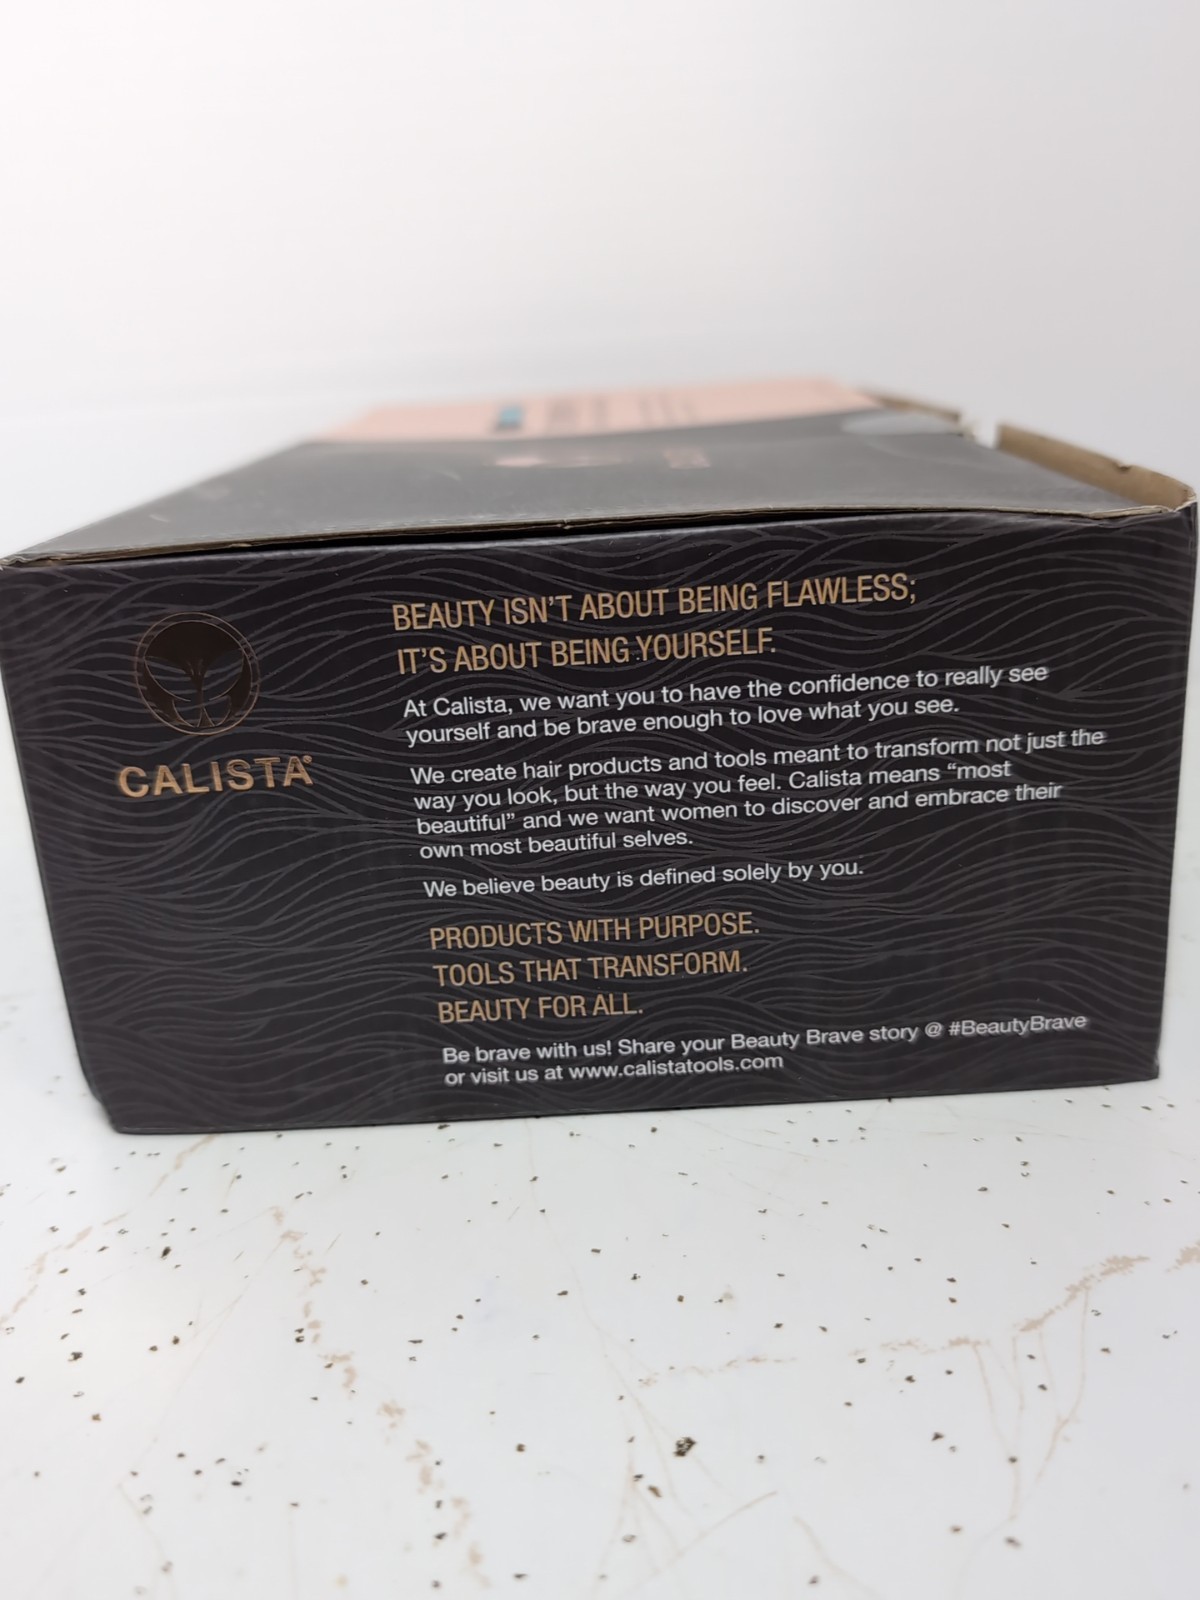 CALISTA®
BEAUTY ISN'T ABOUT BEING FLAWLESS;
IT'S ABOUT BEING YOURSELF.
At Calista, we want you to have the confidence to really see
yourself and be brave enough to love what you see.
We create hair products and tools meant to transform not just the
way you look, but the way you feel. Calista means “most
beautiful” and we want women to discover and embrace their
own most beautiful selves.
We believe beauty is defined solely by you.
PRODUCTS WITH PURPOSE.
TOOLS THAT TRANSFORM.
BEAUTY FOR ALL.
Be brave with us! Share your Beauty Brave story @ #BeautyBrave
or visit us at www.calistatools.com